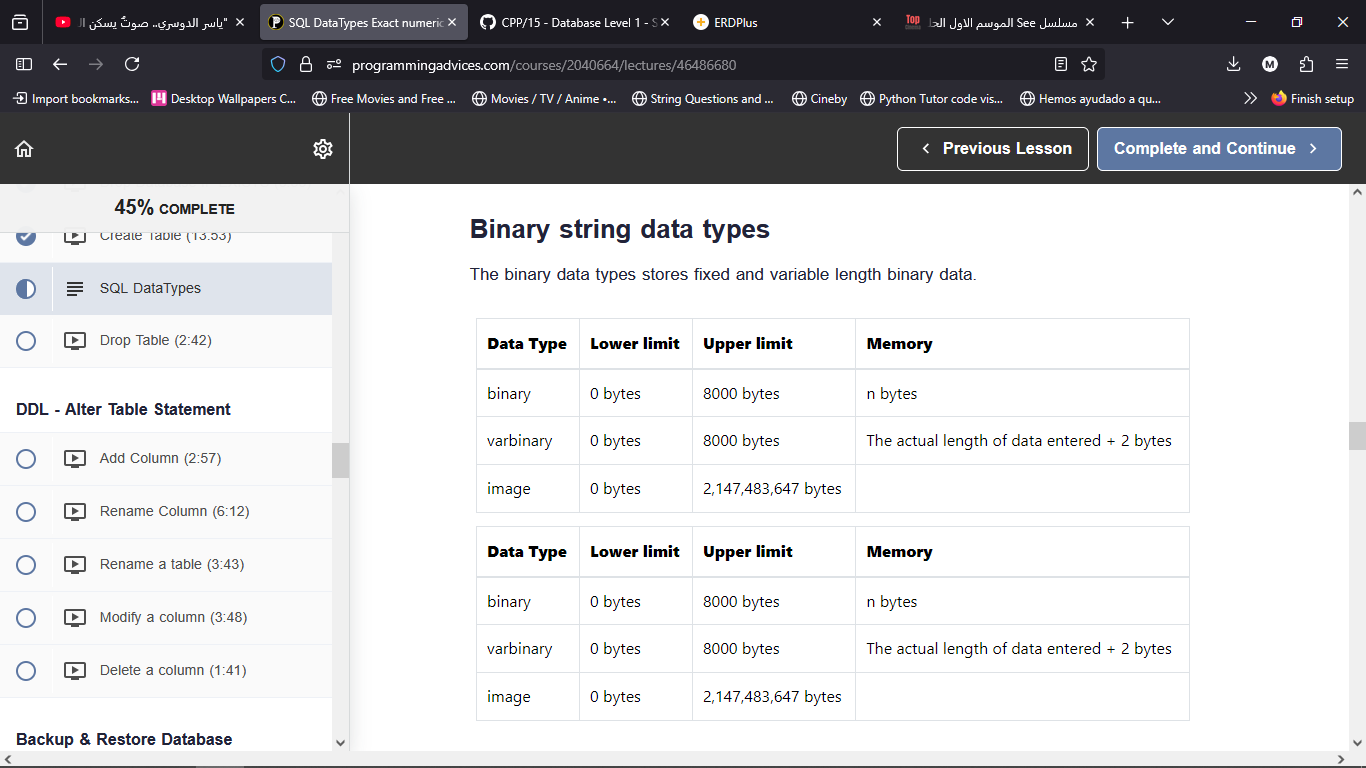 "ياسر الدوسري.. صوتٌ يسكن ال
SQL DataTypes Exact numeric
CPP/15 - Database Level 1 - S
ERDPlus
Top
مسلسل See الموسم الاول الحل
programmingadvices.com/courses/2040664/lectures/46486680
M
Import bookmarks...
Desktop Wallpapers C...
Free Movies and Free ...
Movies / TV / Anime •...
String Questions and ...
Cineby
Python Tutor code vis...
Hemos ayudado a qu...
Finish setup
Previous Lesson
Complete and Continue
45% COMPLETE
Create Table (13:53)
SQL DataTypes
Drop Table (2:42)
DDL - Alter Table Statement
Add Column (2:57)
Rename Column (6:12)
Rename a table (3:43)
Modify a column (3:48)
Delete a column (1:41)
Backup & Restore Database
Binary string data types
The binary data types stores fixed and variable length binary data.
Data Type Lower limit Upper limit Memory
binary 0 bytes 8000 bytes n bytes
varbinary 0 bytes 8000 bytes The actual length of data entered + 2 bytes
image 0 bytes 2,147,483,647 bytes
Data Type Lower limit Upper limit Memory
binary 0 bytes 8000 bytes n bytes
varbinary 0 bytes 8000 bytes The actual length of data entered + 2 bytes
image 0 bytes 2,147,483,647 bytes